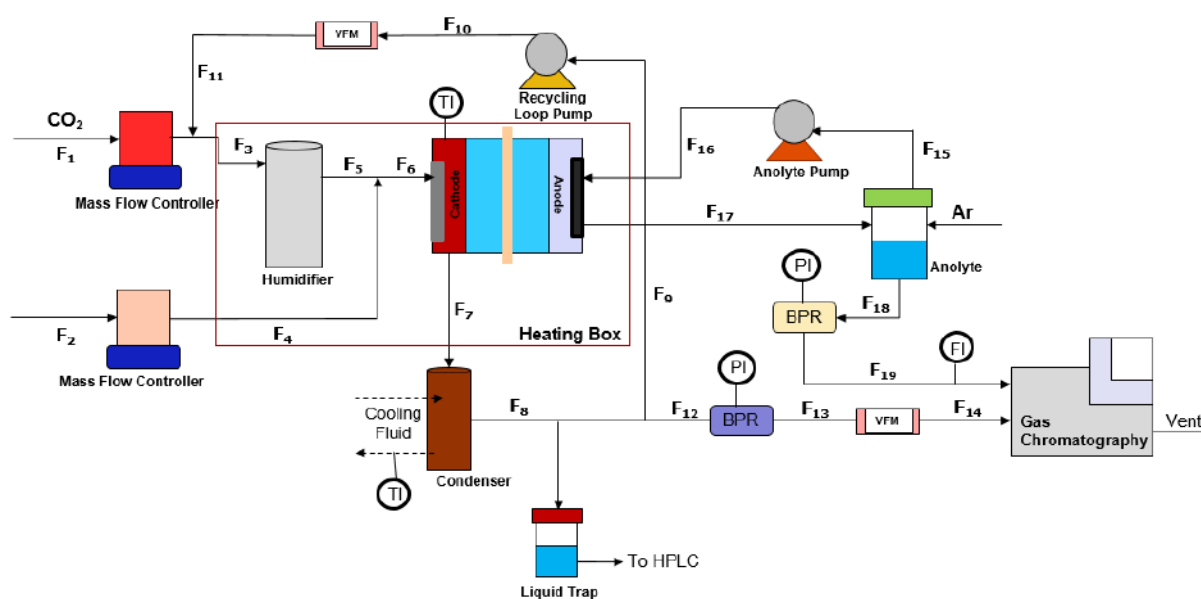 F₁₀
VFM
F₁₁
Recycling
Loop Pump
CO₂
F₁
TI
F₃
F₁₆
F₁₅
Analyte Pump
Mass Flow Controller
F₅
F₆
Cathode
Anode
F₁₇
Ar
Humidifier
Anolyte
PI
F₉
F₁₈
BPR
F₇
Heating Box
F₂
F₄
Mass Flow Controller
PI
F₁₉
FI
Cooling
Fluid
F₈
F₁₂
BPR
F₁₃
VFM
F₁₄
Gas
Chromatography
Vent
TI
Condenser
To HPLC
Liquid Trap